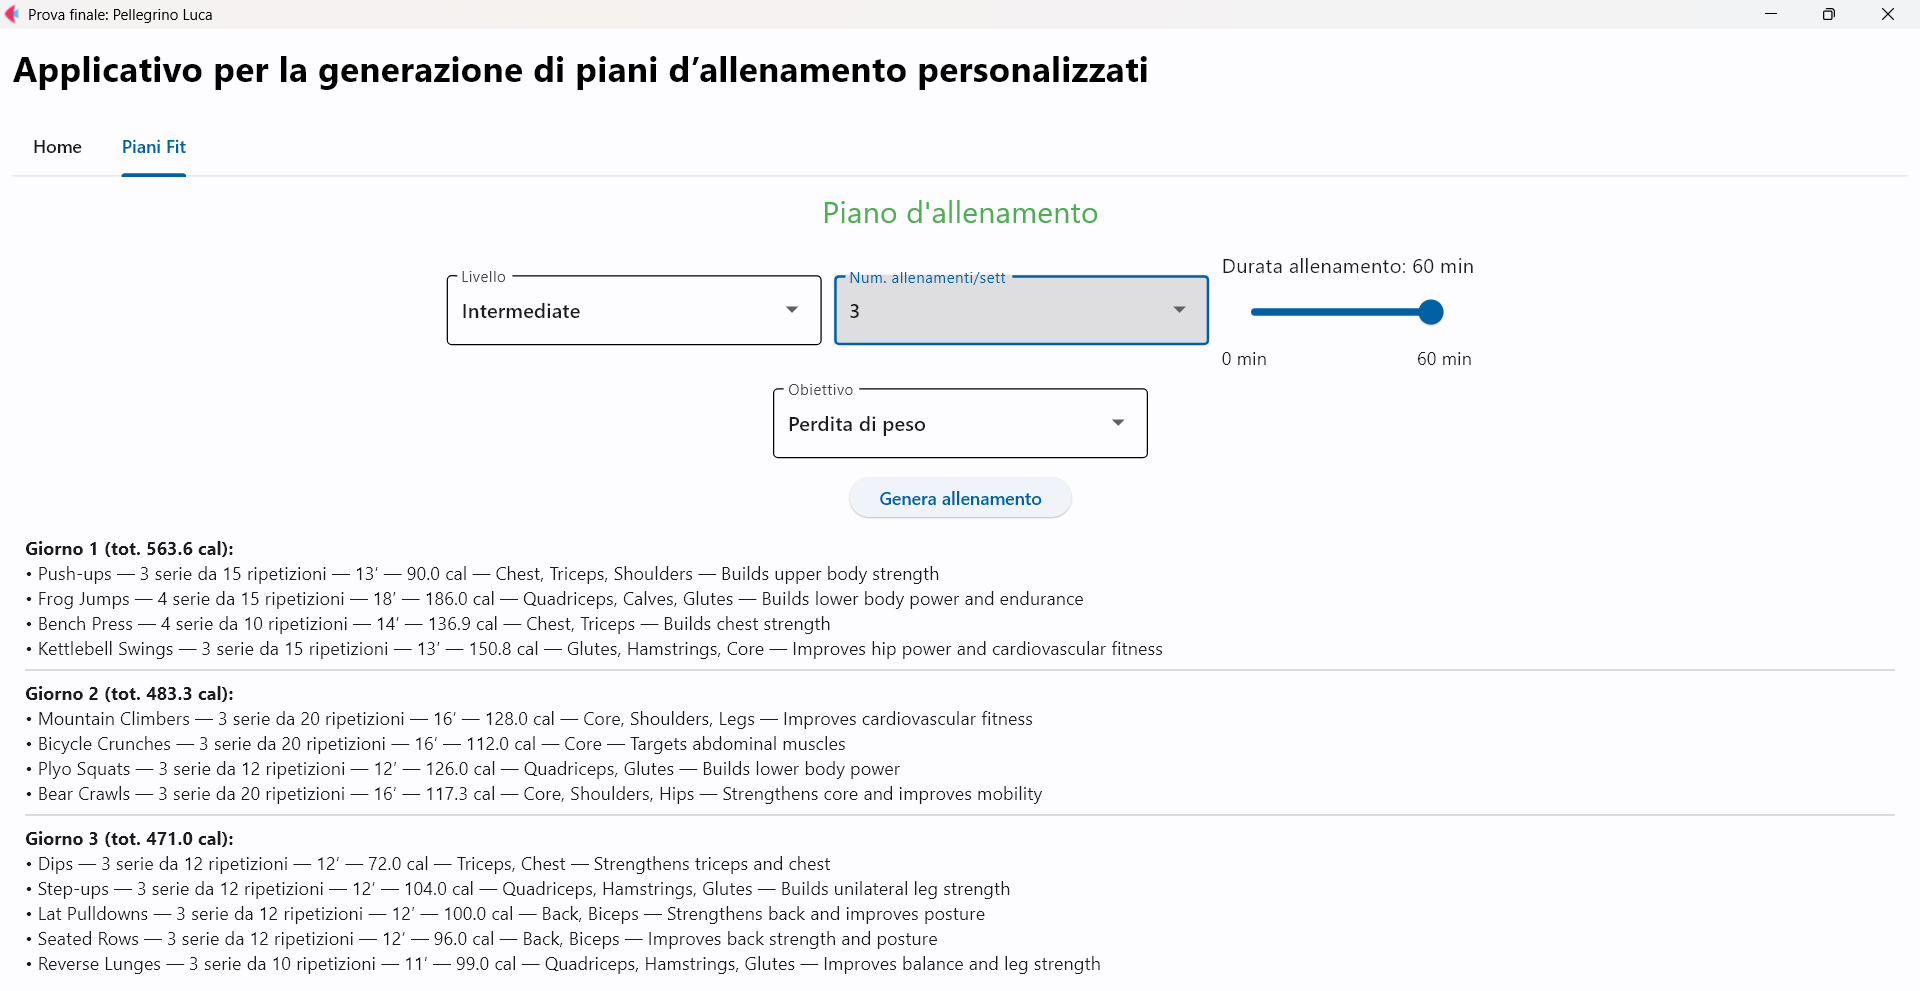 Prova finale: Pellegrino Luca
Applicativo per la generazione di piani d’allenamento personalizzati
Home
Piani Fit
Piano d'allenamento
Livello
Intermediate
Num. allenamenti/sett
3
Durata allenamento: 60 min
0 min
60 min
Obiettivo
Perdita di peso
Genera allenamento
Giorno 1 (tot. 563.6 cal):
• Push-ups — 3 serie da 15 ripetizioni — 13’ — 90.0 cal — Chest, Triceps, Shoulders — Builds upper body strength
• Frog Jumps — 4 serie da 15 ripetizioni — 18’ — 186.0 cal — Quadriceps, Calves, Glutes — Builds lower body power and endurance
• Bench Press — 4 serie da 10 ripetizioni — 14’ — 136.9 cal — Chest, Triceps — Builds chest strength
• Kettlebell Swings — 3 serie da 15 ripetizioni — 13’ — 150.8 cal — Glutes, Hamstrings, Core — Improves hip power and cardiovascular fitness
Giorno 2 (tot. 483.3 cal):
• Mountain Climbers — 3 serie da 20 ripetizioni — 16’ — 128.0 cal — Core, Shoulders, Legs — Improves cardiovascular fitness
• Bicycle Crunches — 3 serie da 20 ripetizioni — 16’ — 112.0 cal — Core — Targets abdominal muscles
• Plyo Squats — 3 serie da 12 ripetizioni — 12’ — 126.0 cal — Quadriceps, Glutes — Builds lower body power
• Bear Crawls — 3 serie da 20 ripetizioni — 16’ — 117.3 cal — Core, Shoulders, Hips — Strengthens core and improves mobility
Giorno 3 (tot. 471.0 cal):
• Dips — 3 serie da 12 ripetizioni — 12’ — 72.0 cal — Triceps, Chest — Strengthens triceps and chest
• Step-ups — 3 serie da 12 ripetizioni — 12’ — 104.0 cal — Quadriceps, Hamstrings, Glutes — Builds unilateral leg strength
• Lat Pulldowns — 3 serie da 12 ripetizioni — 12’ — 100.0 cal — Back, Biceps — Strengthens back and improves posture
• Seated Rows — 3 serie da 12 ripetizioni — 12’ — 96.0 cal — Back, Biceps — Improves back strength and posture
• Reverse Lunges — 3 serie da 10 ripetizioni — 11’ — 99.0 cal — Quadriceps, Hamstrings, Glutes — Improves balance and leg strength